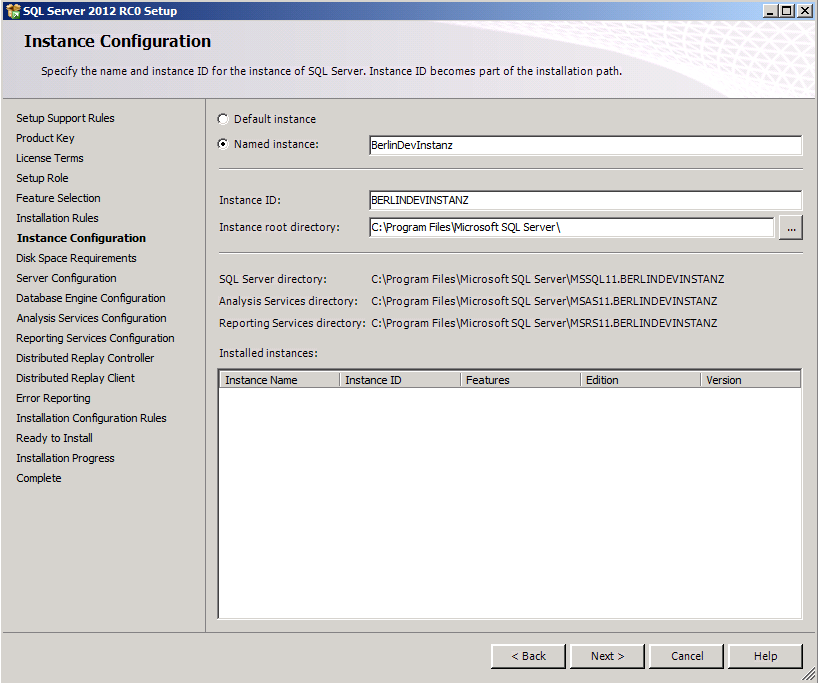 SQL Server 2012 RC0 Setup
Instance Configuration
Specify the name and instance ID for the instance of SQL Server. Instance ID becomes part of the installation path.
Setup Support Rules
Product Key
License Terms
Setup Role
Feature Selection
Installation Rules
Instance Configuration
Disk Space Requirements
Server Configuration
Database Engine Configuration
Analysis Services Configuration
Reporting Services Configuration
Distributed Replay Controller
Distributed Replay Client
Error Reporting
Installation Configuration Rules
Ready to Install
Installation Progress
Complete
Default instance
Named instance: BerlinDevInstanz
Instance ID: BERLINDEVINSTANZ
Instance root directory: C:\Program Files\Microsoft SQL Server\ ...
SQL Server directory: C:\Program Files\Microsoft SQL Server\MSSQL11.BERLINDEVINSTANZ
Analysis Services directory: C:\Program Files\Microsoft SQL Server\MSAS11.BERLINDEVINSTANZ
Reporting Services directory: C:\Program Files\Microsoft SQL Server\MSRS11.BERLINDEVINSTANZ
Installed instances:
Instance Name Instance ID Features Edition Version
< Back Next > Cancel Help